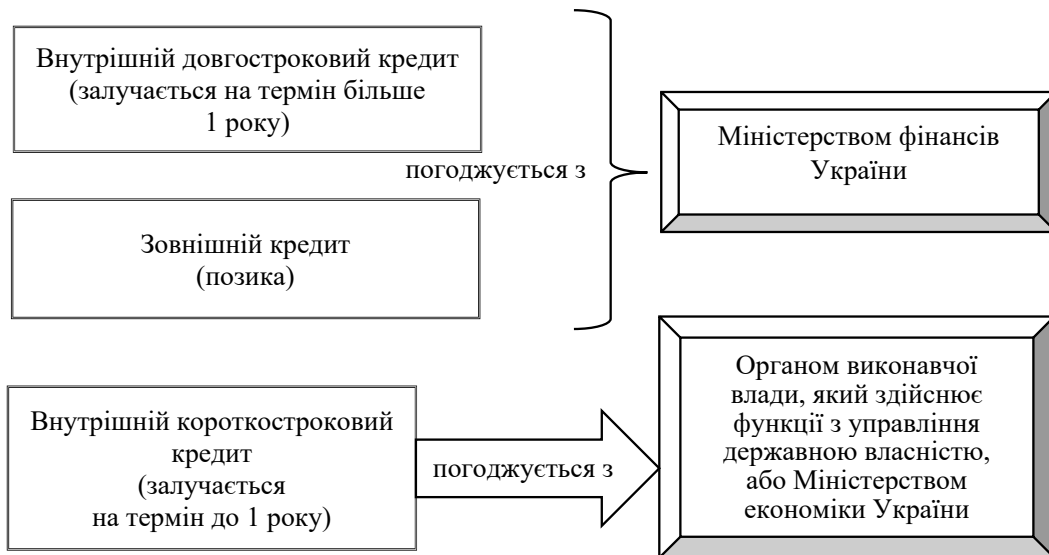 Внутрішній довгостроковий кредит
(залучається на термін більше
1 року)
погоджується з
Міністерством фінансів
України
Зовнішній кредит
(позика)
Внутрішній короткостроковий
кредит
(залучається
на термін до 1 року)
погоджується з
Органом виконавчої
влади, який здійснює
функції з управління
державною власністю,
або Міністерством
економіки України